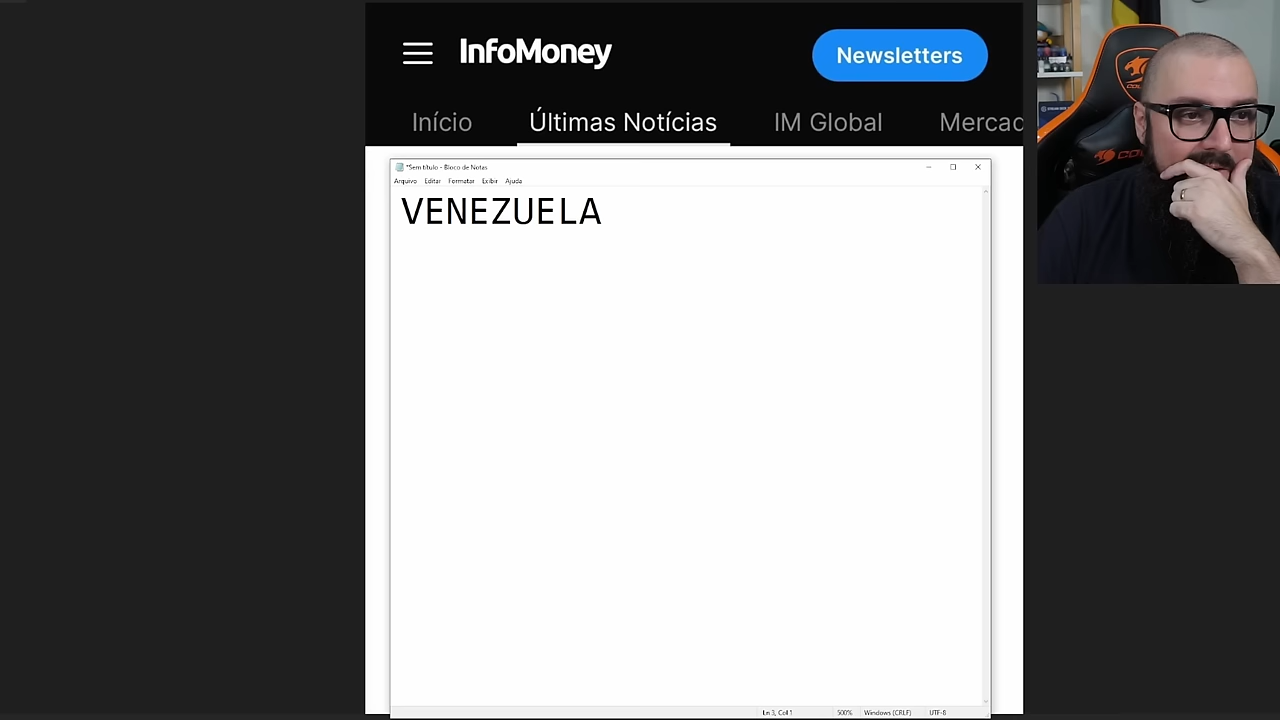 InfoMoney
Newsletters
Início Últimas Notícias IM Global Mercad
*Sem título - Bloco de Notas
Arquivo Editar Formatar Exibir Ajuda
VENEZUELA
Ln 3, Col 1 500% Windows (CRLF) UTF-8